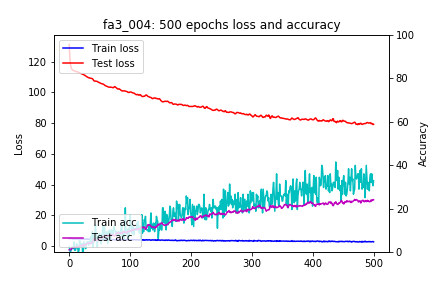 fa3_004: 500 epochs loss and accuracy
Train loss
Test loss
Train acc
Test acc
Loss
Accuracy
0
20
40
60
80
100
120
0
20
40
60
80
100
0
100
200
300
400
500